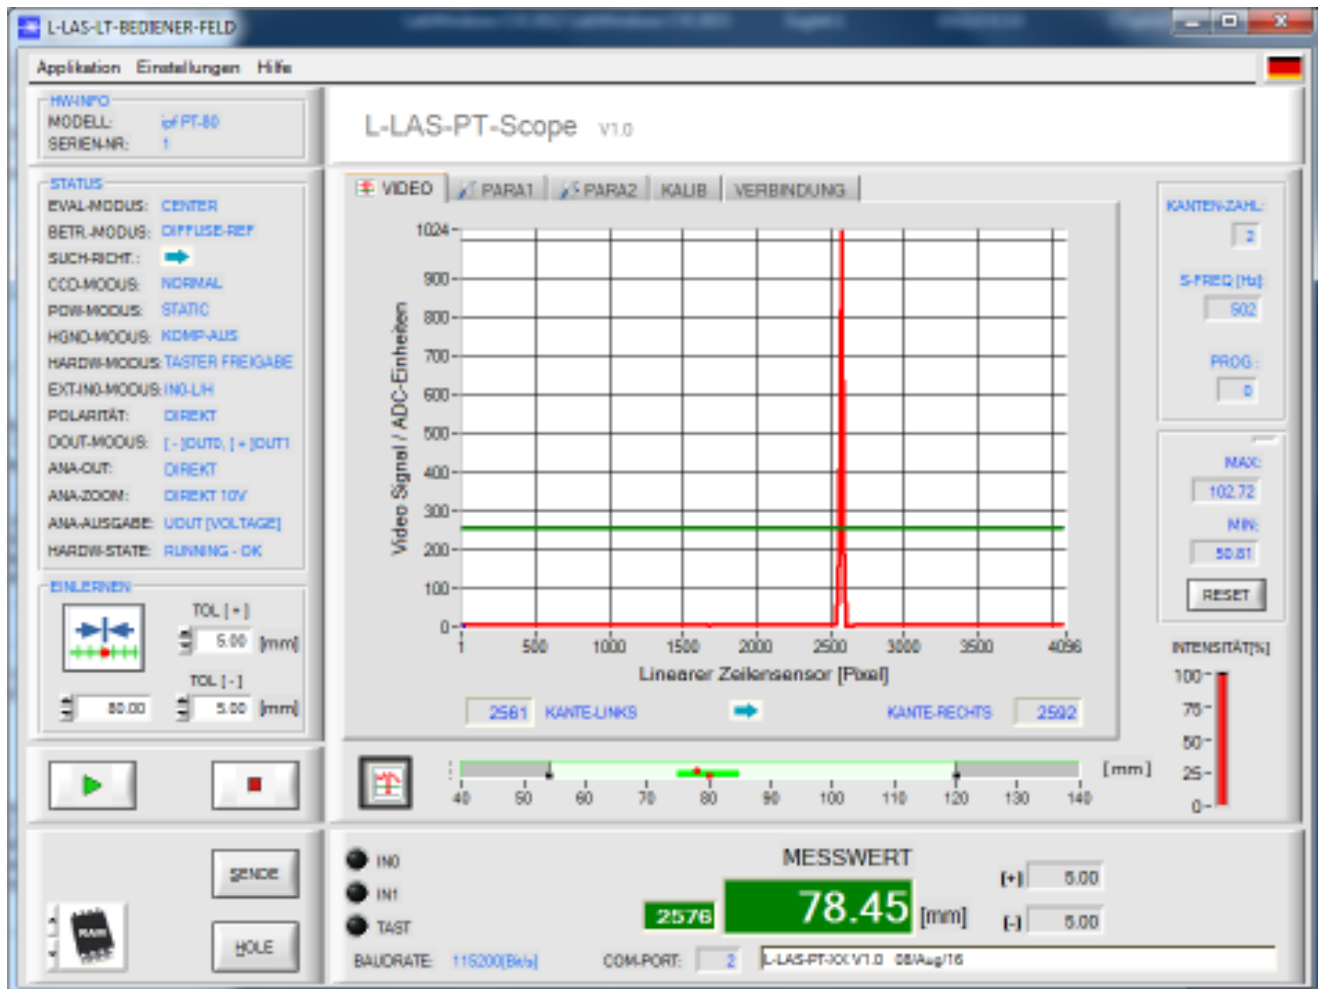 L-LAS-LT-BEDIENER-FELD
Applikation Einstellungen Hilfe
HW-INFO
MODELL: ipf PT-80
SERIEN-NR: 1
L-LAS-PT-Scope V1.0
STATUS
EVAL-MODUS: CENTER
BETR.-MODUS: DIFFUSE-REF
SUCH-RICHT.:
CCD-MODUS: NORMAL
POW-MODUS: STATIC
HGND-MODUS: KOMP-AUS
HARDW-MODUS: TASTER FREIGABE
EXT-IN0-MODUS: IN0-L/H
POLARITÄT: DIREKT
DOUT-MODUS: [ - ]OUT0, [ + ]OUT1
ANA-OUT: DIREKT
ANA-ZOOM: DIREKT 10V
ANA-AUSGABE: UOUT [VOLTAGE]
HARDW-STATE: RUNNING - OK
EINLERNEN
TOL [ + ]
5.00 [mm]
TOL [ - ]
80.00 5.00 [mm]
VIDEO PARA1 PARA2 KALIB VERBINDUNG
Video Signal / ADC-Einheiten
1024
900
800
700
600
500
400
300
200
100
0
1 500 1000 1500 2000 2500 3000 3500 4096
Linearer Zeilensensor [Pixel]
2561 KANTE-LINKS KANTE-RECHTS 2592
KANTEN-ZAHL:
2
S-FREQ [Hz]:
502
PROG.:
0
MAX:
102.72
MIN:
50.81
RESET
INTENSITÄT[%]
100
75
50
25
0
[mm]
40 50 60 70 80 90 100 110 120 130 140
SENDE
RAM
HOLE
IN0
IN1
TAST
MESSWERT
2576 78.45 [mm]
[+] 5.00
[-] 5.00
BAUDRATE: 115200[Bit/s] COM-PORT: 2 L-LAS-PT-XX V1.0 08/Aug/16